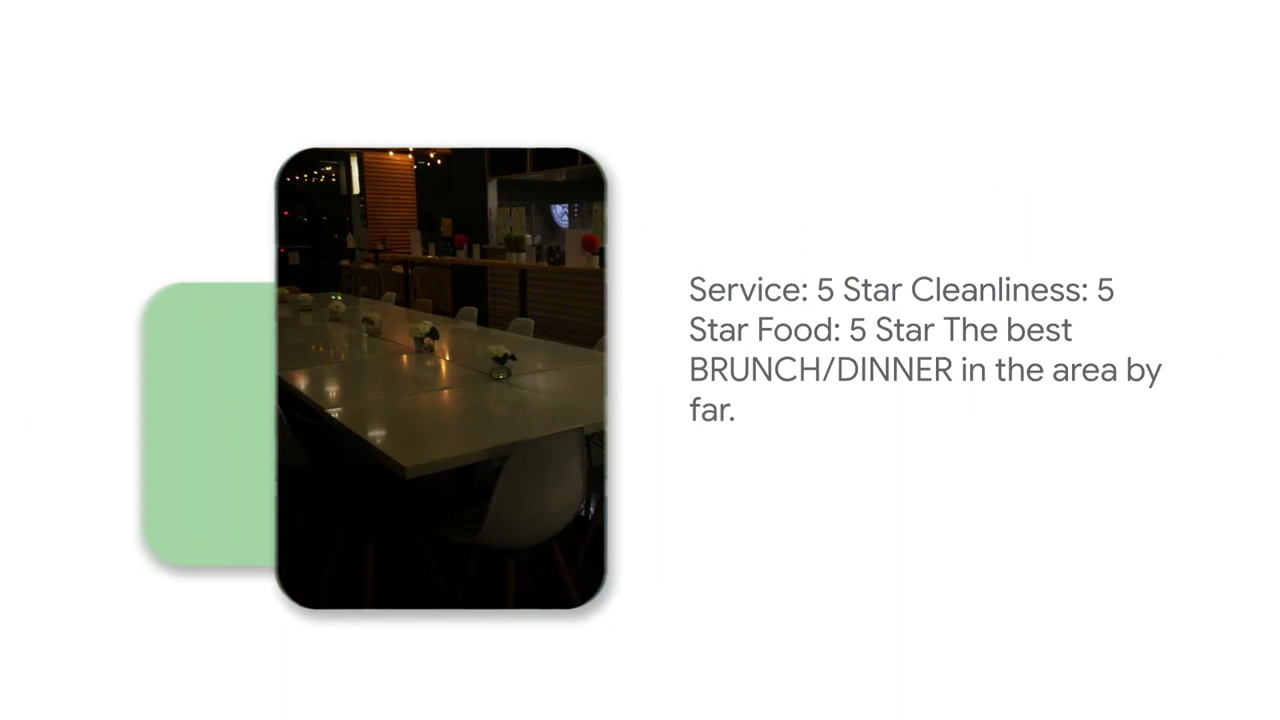 Service: 5 Star Cleanliness: 5
Star Food: 5 Star The best
BRUNCH/DINNER in the area by
far.